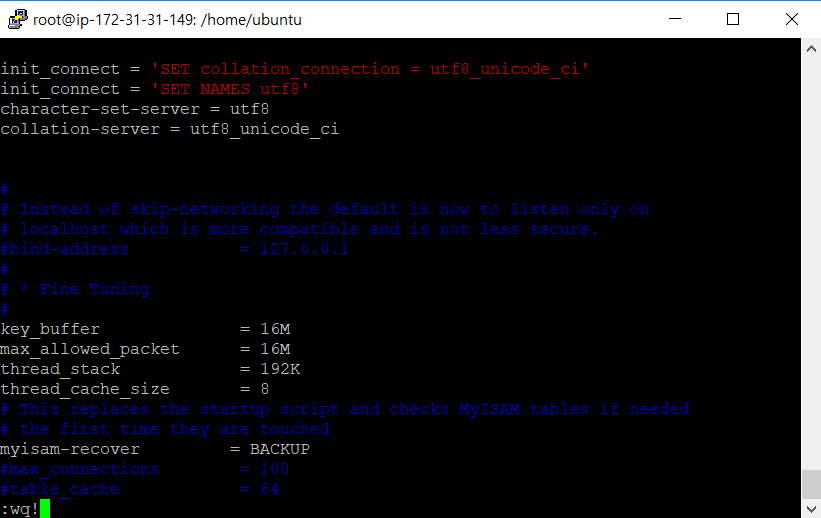 root@ip-172-31-31-149: /home/ubuntu
init_connect = 'SET collation_connection = utf8_unicode_ci'
init_connect = 'SET NAMES utf8'
character-set-server = utf8
collation-server = utf8_unicode_ci
#
# Instead of skip-networking the default is now to listen only on
# localhost which is more compatible and is not less secure.
#bind-address           = 127.0.0.1
#
# * Fine Tuning
#
key_buffer              = 16M
max_allowed_packet      = 16M
thread_stack            = 192K
thread_cache_size       = 8
# This replaces the startup script and checks MyISAM tables if needed
# the first time they are touched
myisam-recover         = BACKUP
#max_connections        = 100
#table_cache            = 64
:wq!